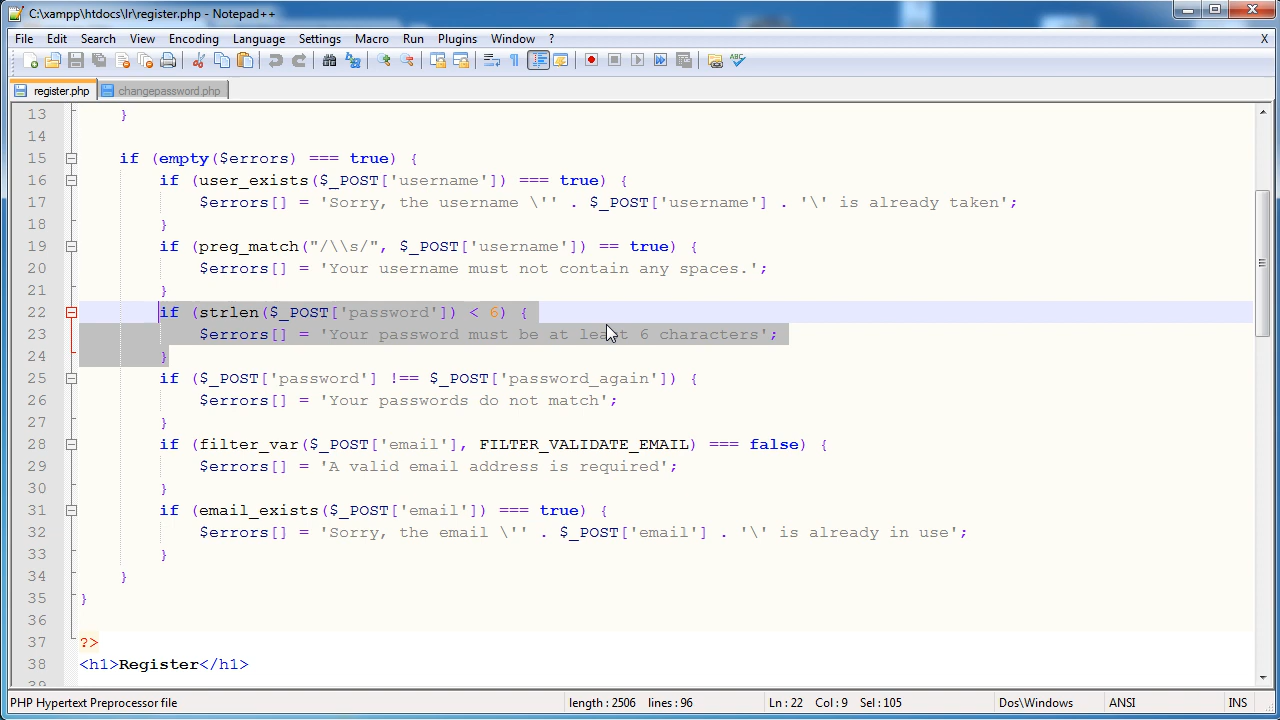 C:\xampp\htdocs\lr\register.php - Notepad++
File Edit Search View Encoding Language Settings Macro Run Plugins Window ? X
register.php changepassword.php
13 }
14
15 if (empty($errors) === true) {
16 if (user_exists($_POST['username']) === true) {
17 $errors[] = 'Sorry, the username \'' . $_POST['username'] . '\' is already taken';
18 }
19 if (preg_match("/\\s/", $_POST['username']) == true) {
20 $errors[] = 'Your username must not contain any spaces.';
21 }
22 if (strlen($_POST['password']) < 6) {
23 $errors[] = 'Your password must be at least 6 characters';
24 }
25 if ($_POST['password'] !== $_POST['password_again']) {
26 $errors[] = 'Your passwords do not match';
27 }
28 if (filter_var($_POST['email'], FILTER_VALIDATE_EMAIL) === false) {
29 $errors[] = 'A valid email address is required';
30 }
31 if (email_exists($_POST['email']) === true) {
32 $errors[] = 'Sorry, the email \'' . $_POST['email'] . '\' is already in use';
33 }
34 }
35 }
36
37 ?>
38 <h1>Register</h1>
39
PHP Hypertext Preprocessor file length : 2506 lines : 96 Ln : 22 Col : 9 Sel : 105 Dos\Windows ANSI INS